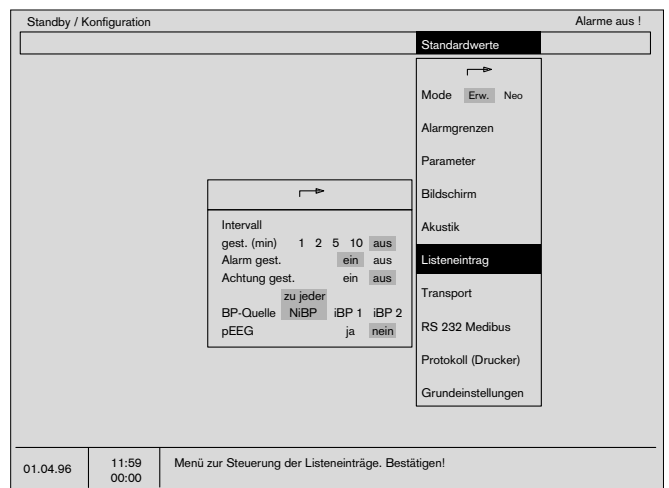 Standby / Konfiguration
Alarme aus !
Standardwerte
Mode Erw. Neo
Alarmgrenzen
Parameter
Bildschirm
Akustik
Listeneintrag
Transport
RS 232 Medibus
Protokoll (Drucker)
Grundeinstellungen
Intervall
gest. (min) 1 2 5 10 aus
Alarm gest. ein aus
Achtung gest. ein aus
zu jeder
BP-Quelle NiBP iBP 1 iBP 2
pEEG ja nein
01.04.96
11:59
00:00
Menü zur Steuerung der Listeneinträge. Bestätigen!